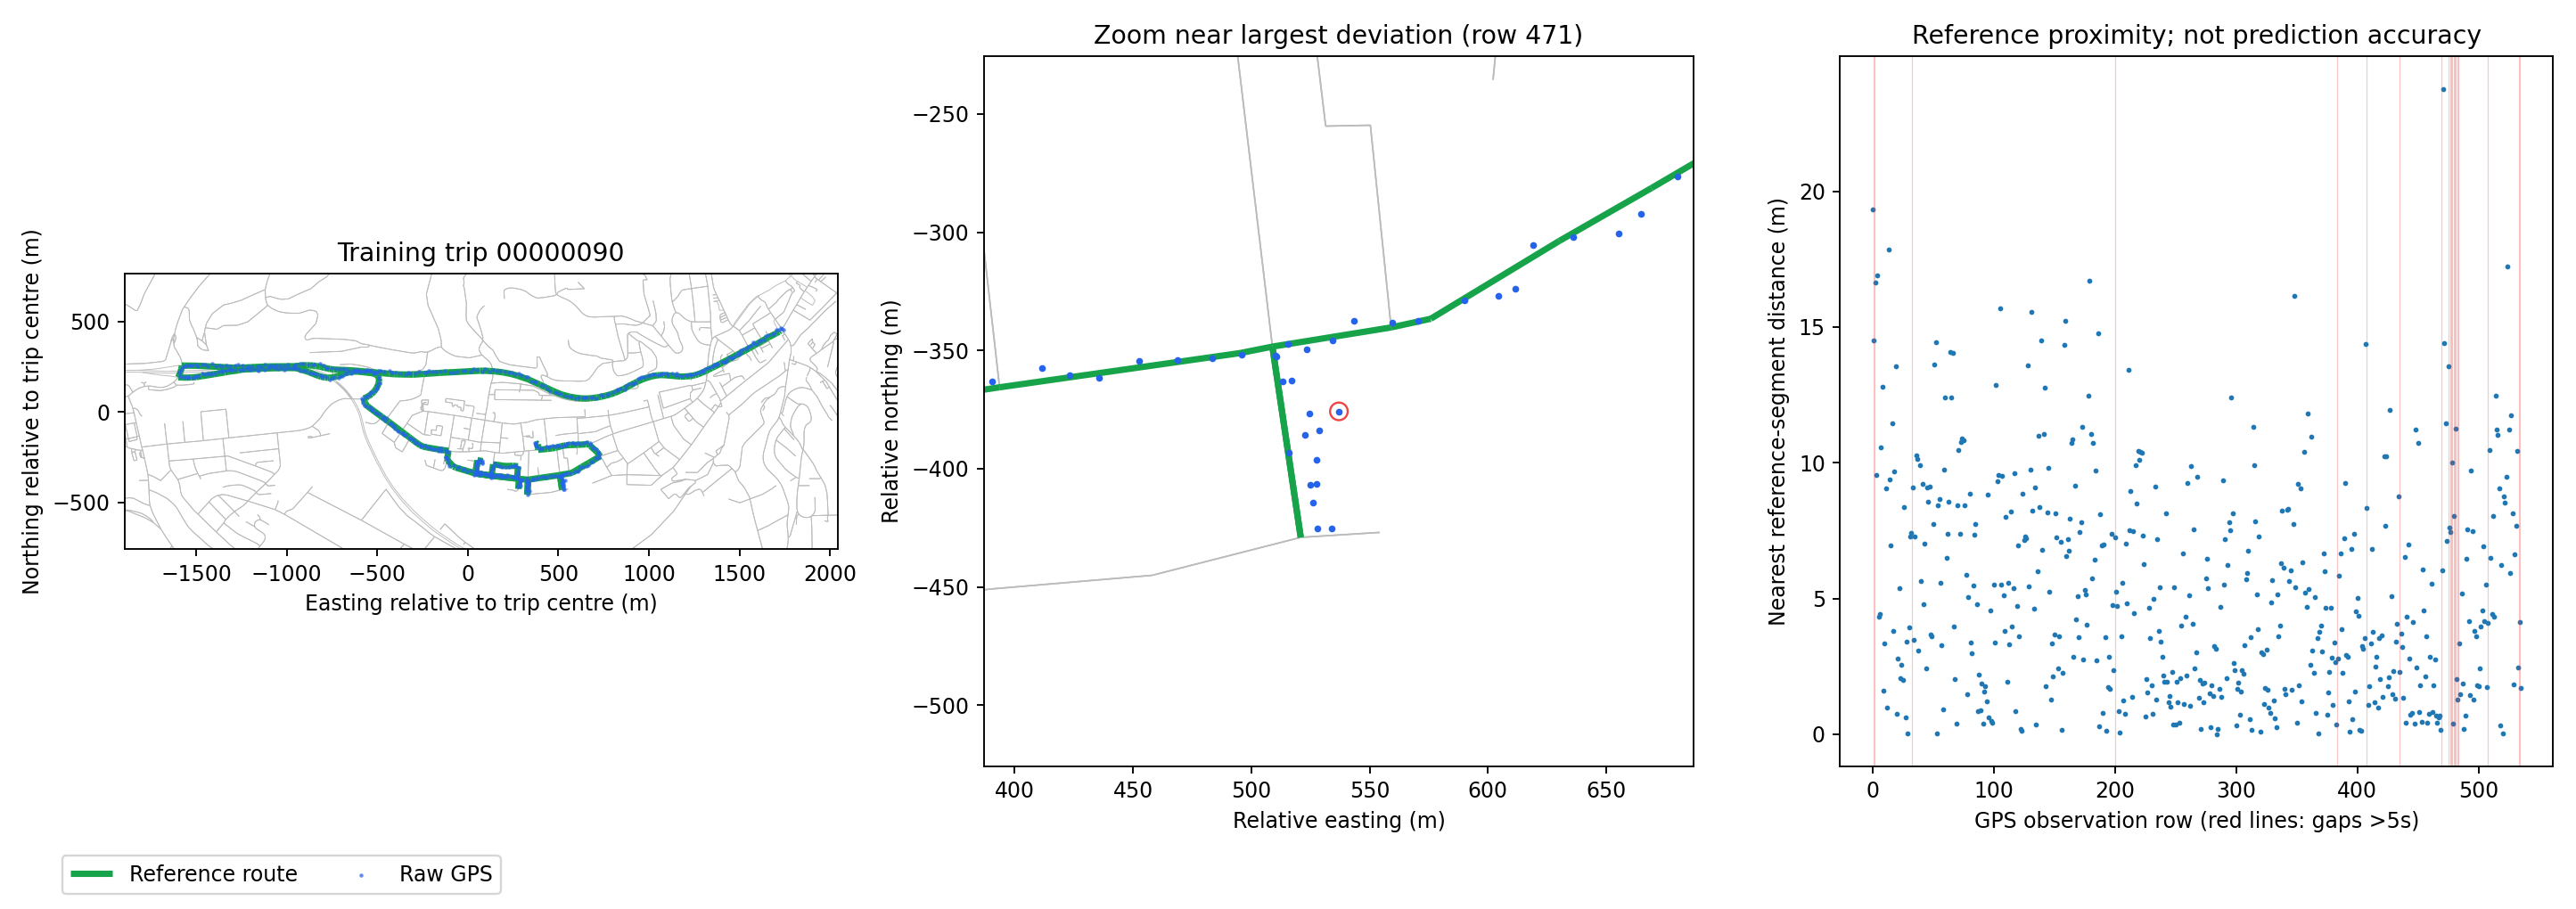 Training trip 00000090
Northing relative to trip centre (m)
500
0
−500
−1500 −1000 −500 0 500 1000 1500 2000
Easting relative to trip centre (m)
Reference route
Raw GPS
Zoom near largest deviation (row 471)
Relative northing (m)
−250
−300
−350
−400
−450
−500
400 450 500 550 600 650
Relative easting (m)
Reference proximity; not prediction accuracy
Nearest reference-segment distance (m)
20
15
10
5
0
0 100 200 300 400 500
GPS observation row (red lines: gaps >5s)